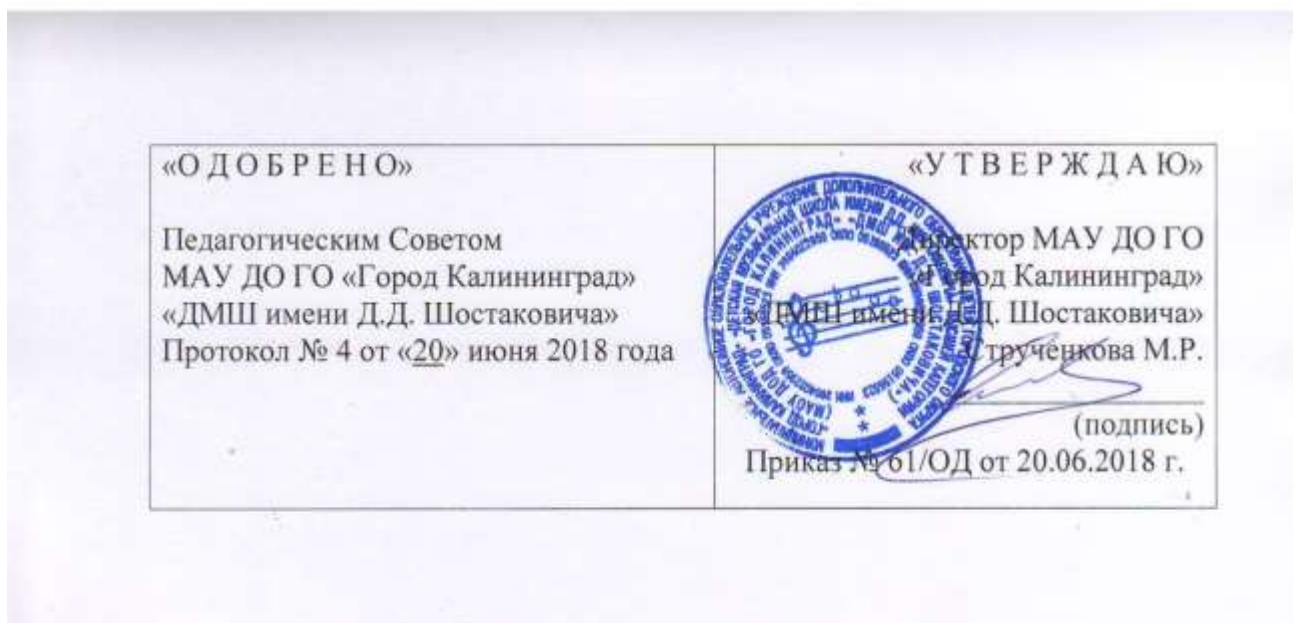 «О Д О Б Р Е Н О»
Педагогическим Советом
МАУ ДО ГО «Город Калининград»
«ДМШ имени Д.Д. Шостаковича»
Протокол № 4 от «20» июня 2018 года
«У Т В Е Р Ж Д А Ю»
Директор МАУ ДО ГО
«Город Калининград»
«ДМШ имени Д.Д. Шостаковича»
Струченкова М.Р.
(подпись)
Приказ № 61/ОД от 20.06.2018 г.